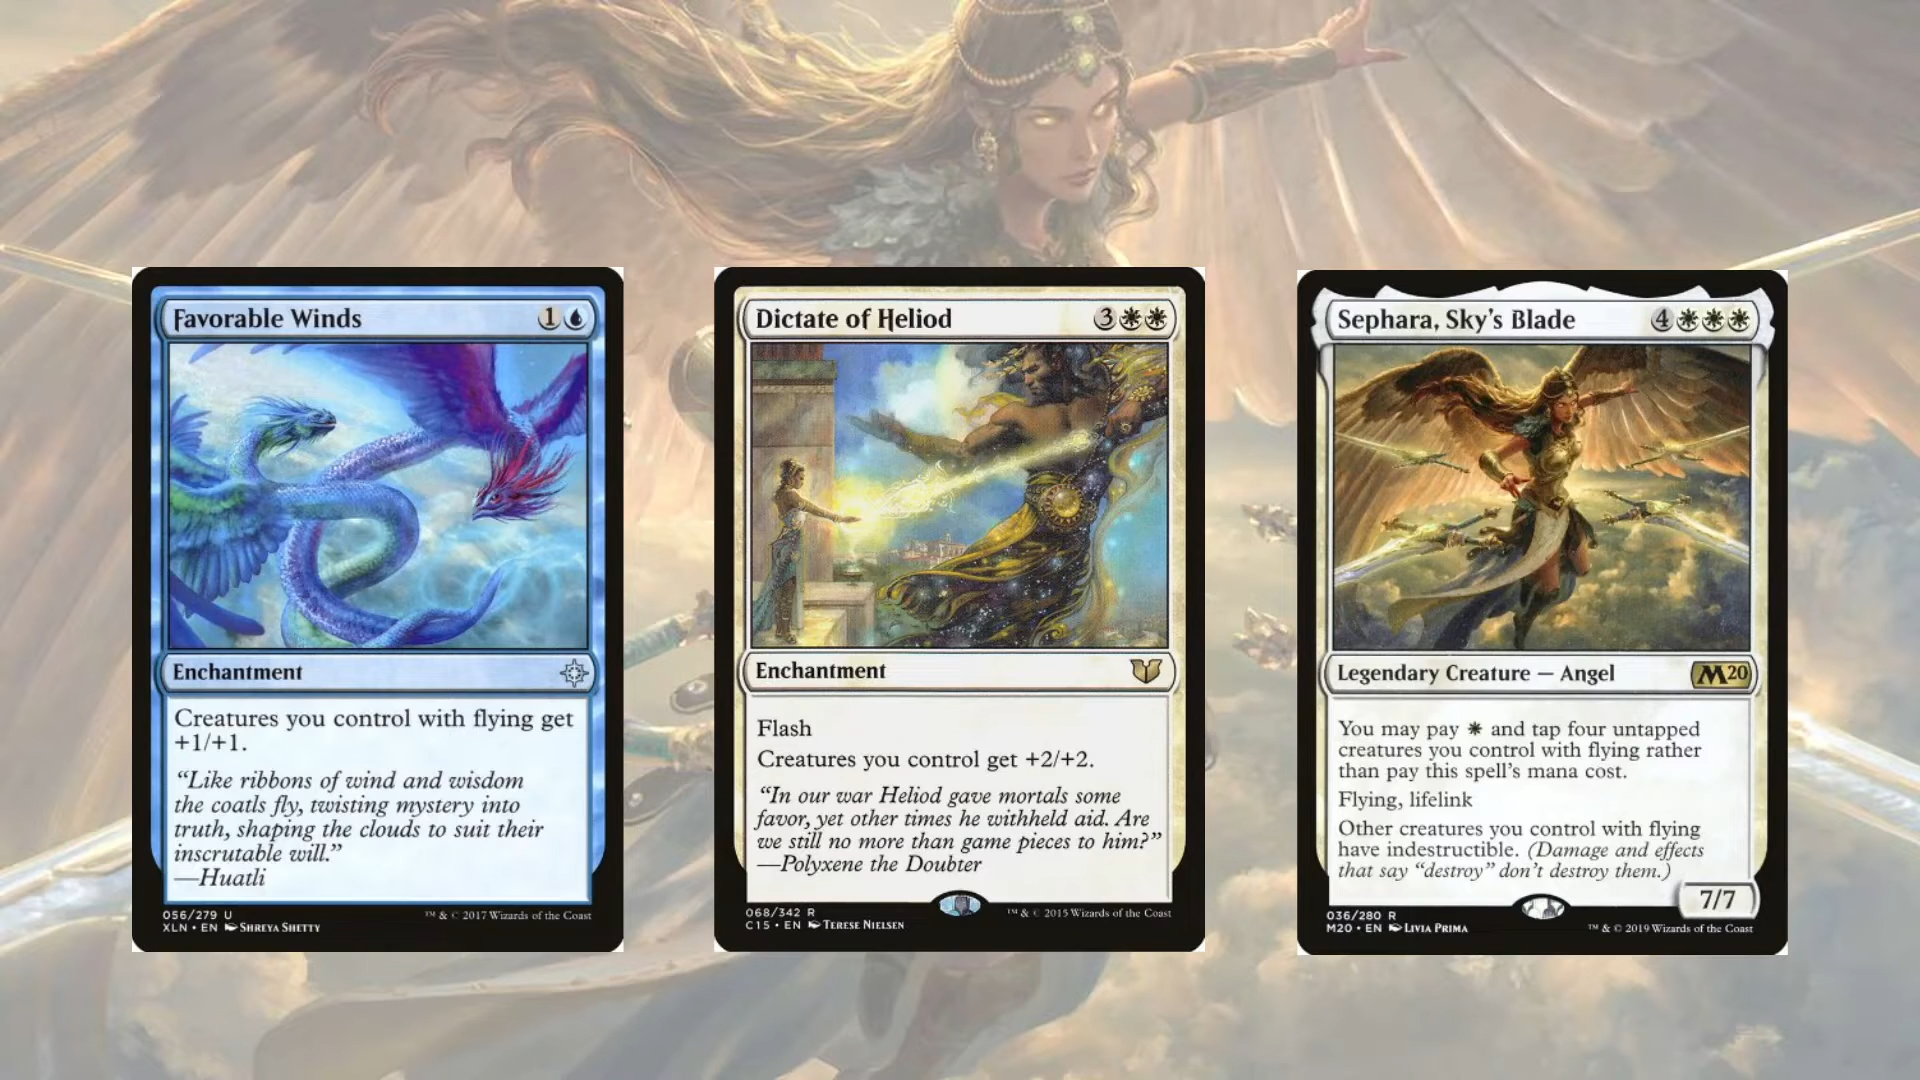 Favorable Winds 1
Enchantment
Creatures you control with flying get
+1/+1.
“Like ribbons of wind and wisdom
the coatls fly, twisting mystery into
truth, shaping the clouds to suit their
inscrutable will.”
—Huatli
056/279 U
XLN • EN SHREYA SHETTY
™ & © 2017 Wizards of the Coast
Dictate of Heliod 3
Enchantment
Flash
Creatures you control get +2/+2.
“In our war Heliod gave mortals some
favor, yet other times he withheld aid. Are
we still no more than game pieces to him?”
—Polyxene the Doubter
068/342 R
C15 • EN TERESE NIELSEN
™ & © 2015 Wizards of the Coast
Sephara, Sky’s Blade 4
Legendary Creature — Angel M20
You may pay and tap four untapped
creatures you control with flying rather
than pay this spell’s mana cost.
Flying, lifelink
Other creatures you control with flying
have indestructible. (Damage and effects
that say “destroy” don’t destroy them.)
7/7
036/280 R
M20 • EN LIVIA PRIMA
™ & © 2019 Wizards of the Coast